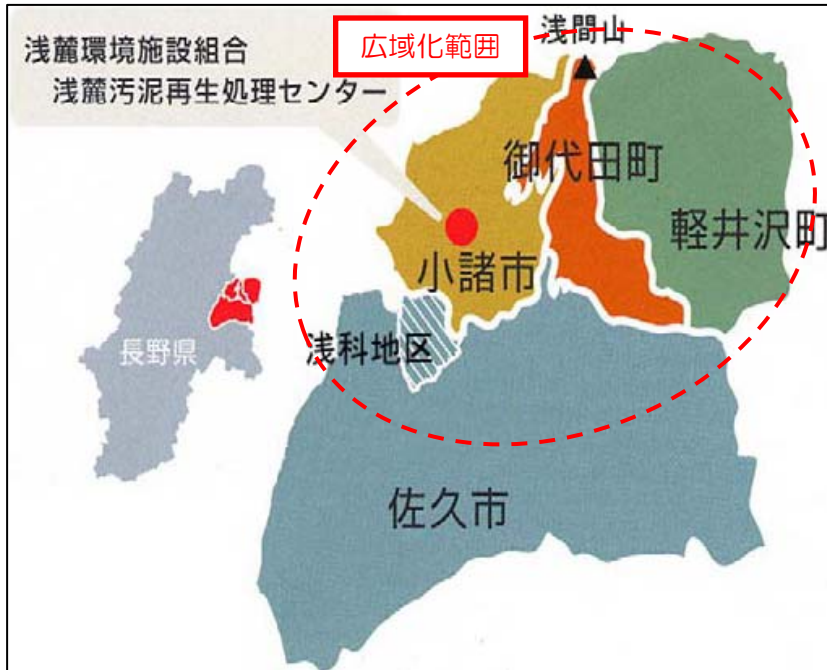 浅麓環境施設組合
浅麓汚泥再生処理センター
広域化範囲
浅間山
御代田町
軽井沢町
小諸市
浅科地区
長野県
佐久市